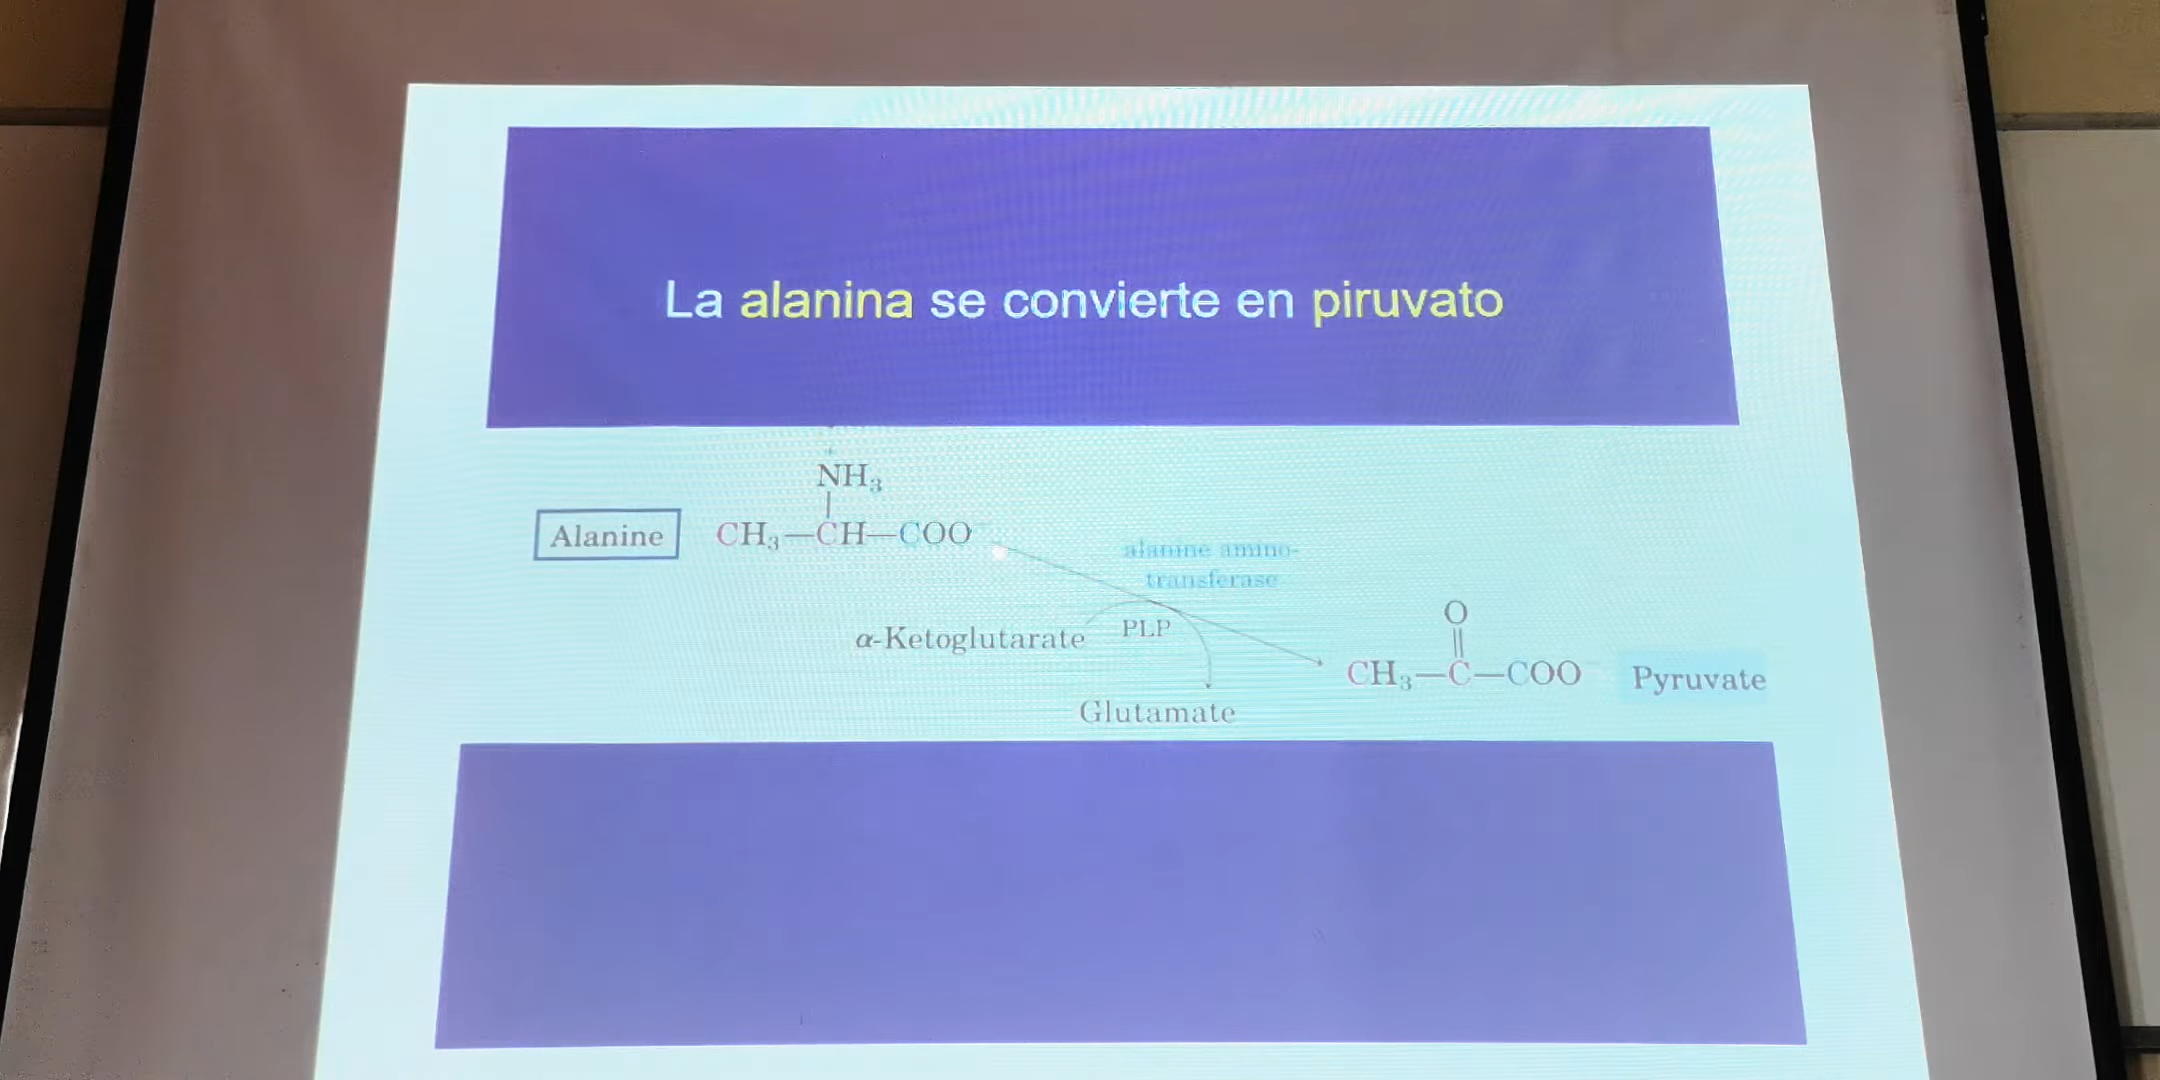 La alanina se convierte en piruvato
+
NH₃
Alanine
CH₃—CH—COO
alanine amino-
transferase
O
α-Ketoglutarate
PLP
CH₃—C—COO
Pyruvate
Glutamate